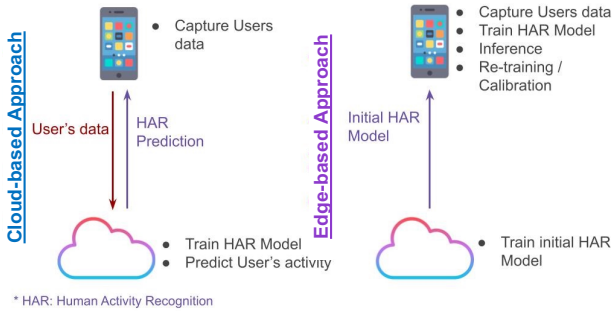 Cloud-based Approach
• Capture Users
data
User's data
HAR
Prediction
• Train HAR Model
• Predict User's activity
Edge-based Approach
• Capture Users data
• Train HAR Model
• Inference
• Re-training /
Calibration
Initial HAR
Model
• Train initial HAR
Model
* HAR: Human Activity Recognition